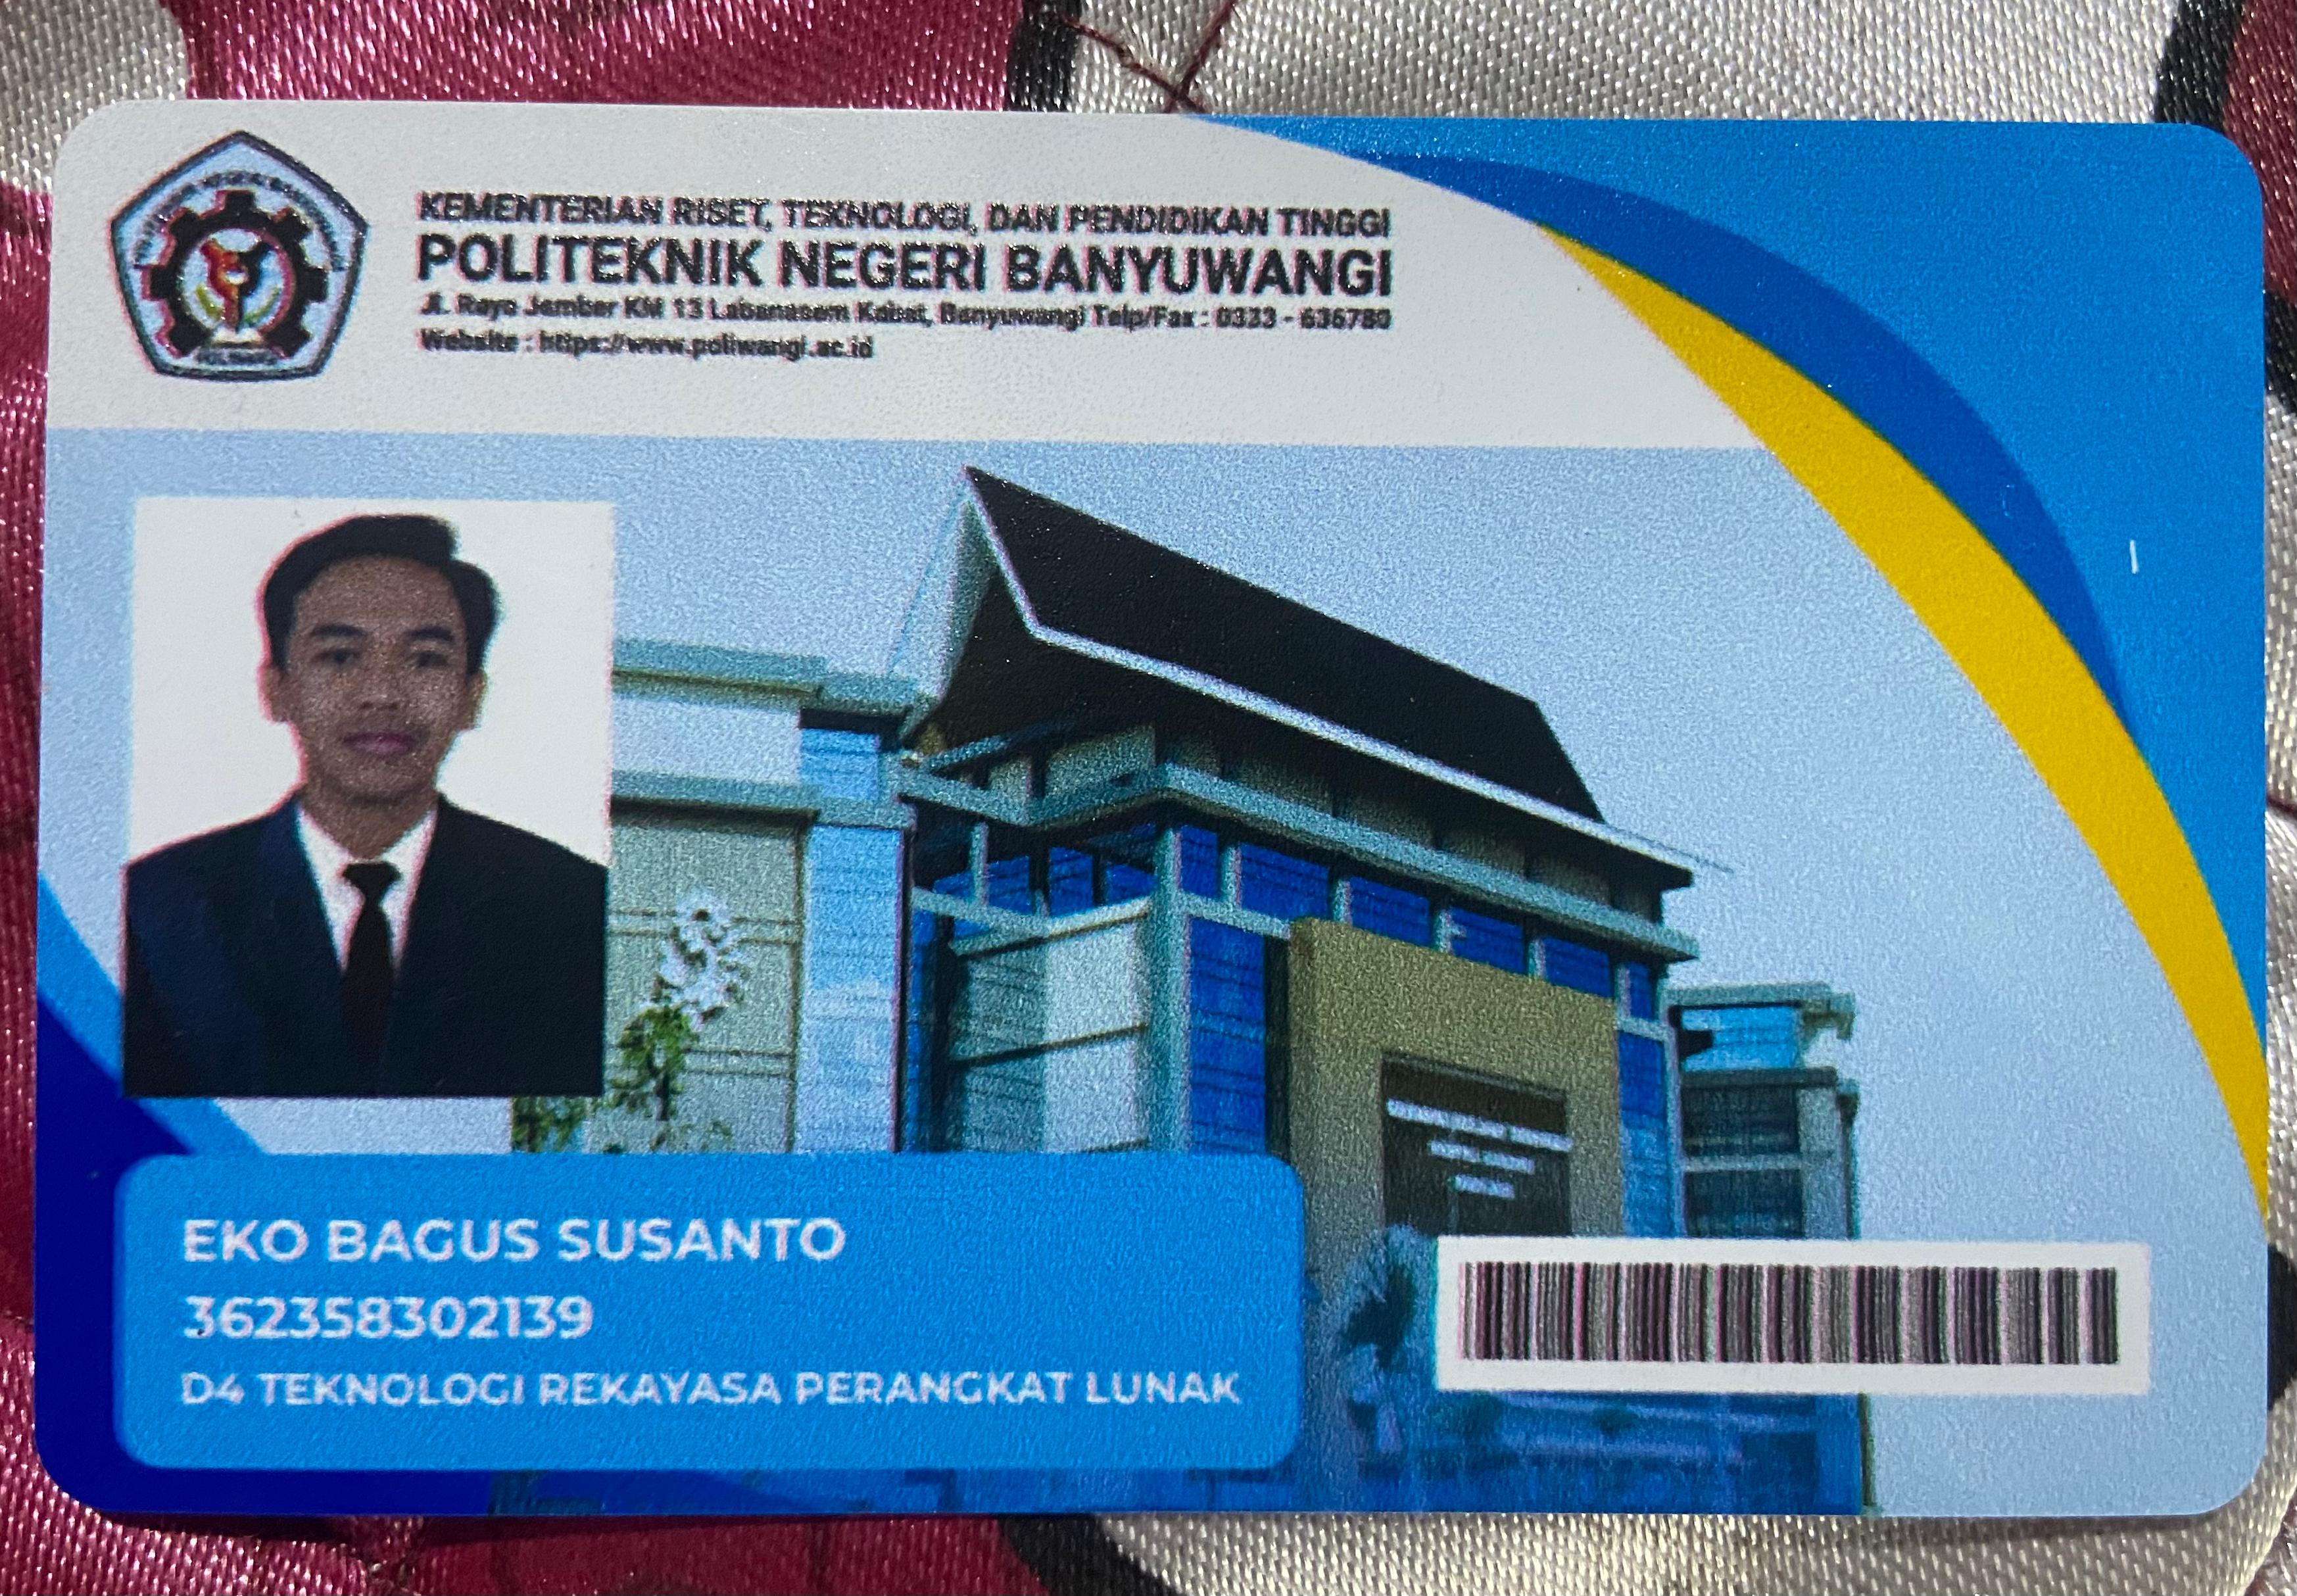 KEMENTERIAN RISET, TEKNOLOGI, DAN PENDIDIKAN TINGGI
POLITEKNIK NEGERI BANYUWANGI
Jl. Raya Jember KM 13 Labanasem Kabat, Banyuwangi Telp/Fax : 0333 - 636780
Website : https://www.poliwangi.ac.id
EKO BAGUS SUSANTO
362358302139
D4 TEKNOLOGI REKAYASA PERANGKAT LUNAK